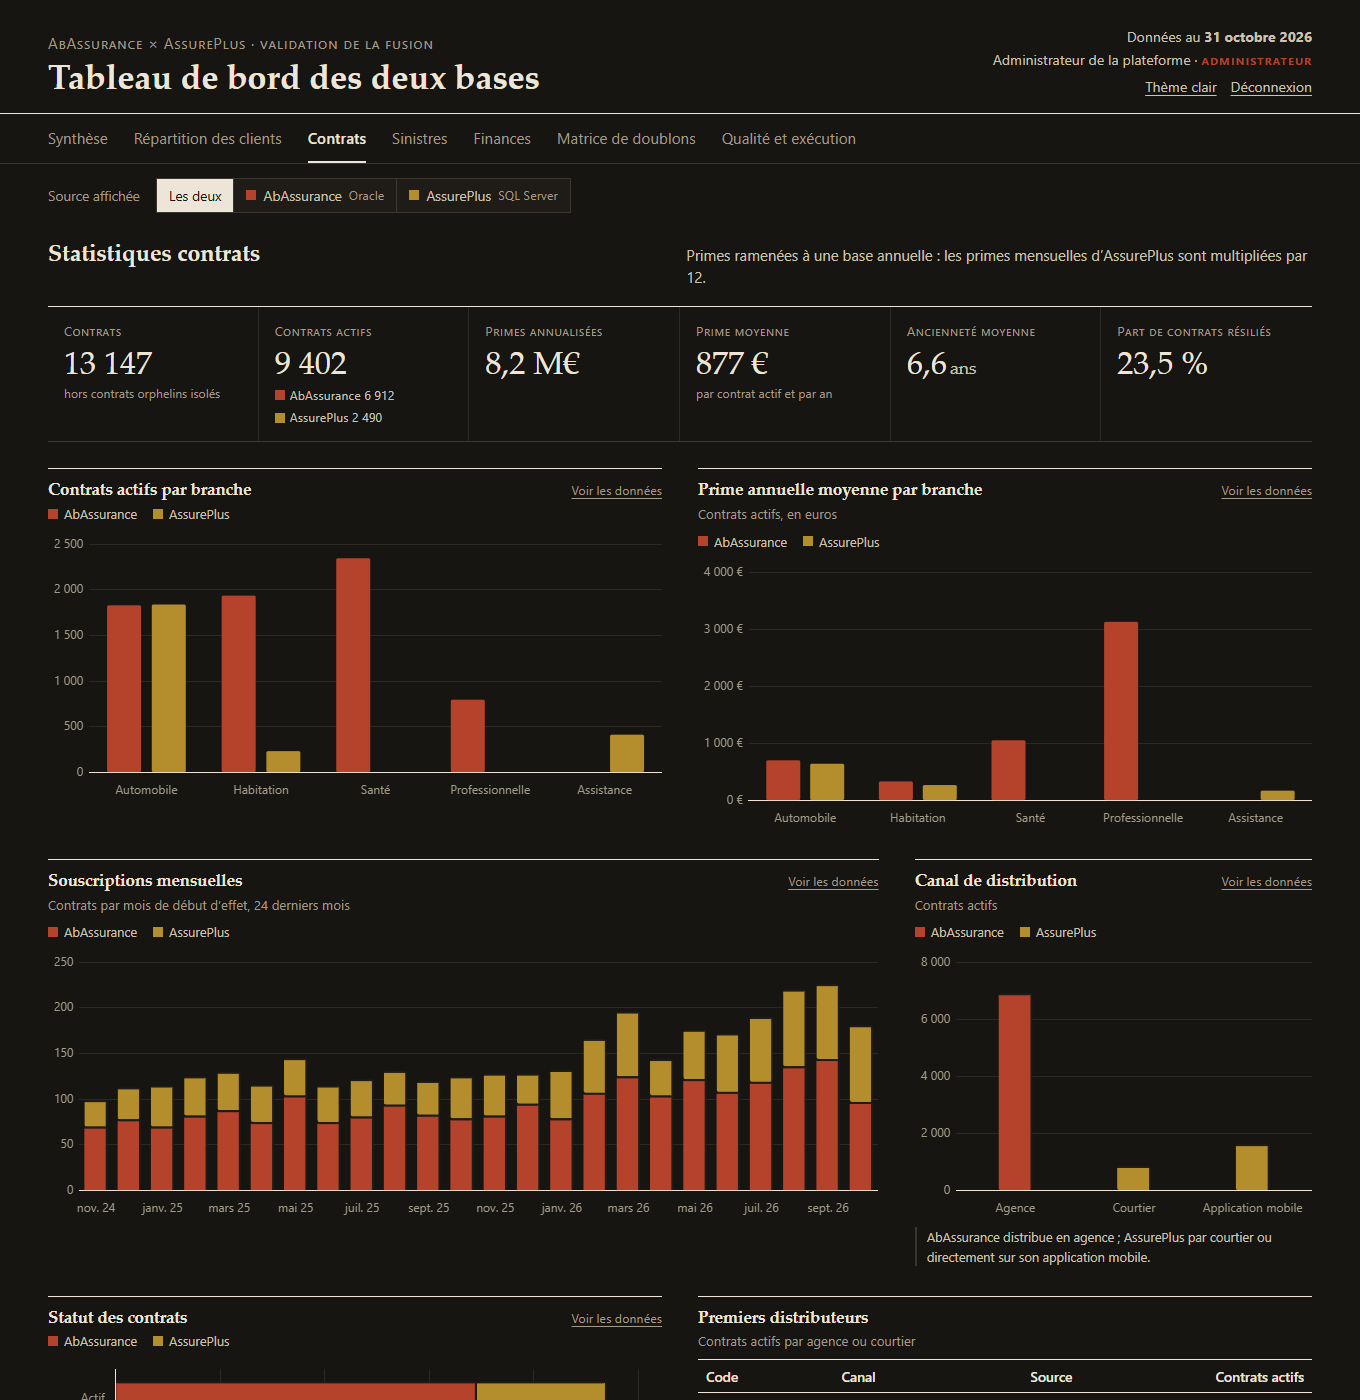 AbAssurance × AssurePlus · validation de la fusion
Tableau de bord des deux bases
Données au 31 octobre 2026
Administrateur de la plateforme · ADMINISTRATEUR
Thème clair Déconnexion
Synthèse Répartition des clients Contrats Sinistres Finances Matrice de doublons Qualité et exécution
Source affichée Les deux AbAssurance Oracle AssurePlus SQL Server
Statistiques contrats
Primes ramenées à une base annuelle : les primes mensuelles d'AssurePlus sont multipliées par
12.
Contrats
13 147
hors contrats orphelins isolés
Contrats actifs
9 402
AbAssurance 6 912
AssurePlus 2 490
Primes annualisées
8,2 M€
Prime moyenne
877 €
par contrat actif et par an
Ancienneté moyenne
6,6 ans
Part de contrats résiliés
23,5 %
Contrats actifs par branche Voir les données
AbAssurance AssurePlus
2 500
2 000
1 500
1 000
500
0
Automobile Habitation Santé Professionnelle Assistance
Prime annuelle moyenne par branche Voir les données
Contrats actifs, en euros
AbAssurance AssurePlus
4 000 €
3 000 €
2 000 €
1 000 €
0 €
Automobile Habitation Santé Professionnelle Assistance
Souscriptions mensuelles Voir les données
Contrats par mois de début d'effet, 24 derniers mois
AbAssurance AssurePlus
250
200
150
100
50
0
nov. 24 janv. 25 mars 25 mai 25 juil. 25 sept. 25 nov. 25 janv. 26 mars 26 mai 26 juil. 26 sept. 26
Canal de distribution Voir les données
Contrats actifs
AbAssurance AssurePlus
8 000
6 000
4 000
2 000
0
Agence Courtier Application mobile
AbAssurance distribue en agence ; AssurePlus par courtier ou
directement sur son application mobile.
Statut des contrats Voir les données
AbAssurance AssurePlus
Actif
Premiers distributeurs
Contrats actifs par agence ou courtier
Code Canal Source Contrats actifs